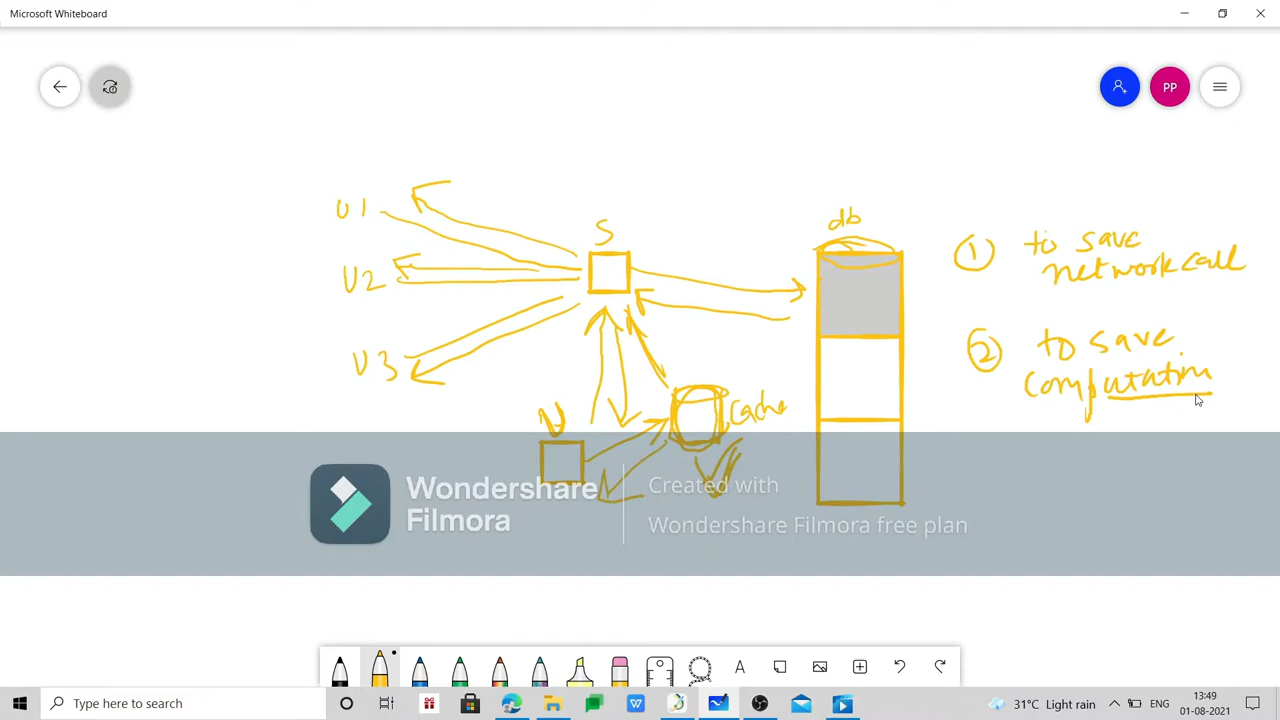 Microsoft Whiteboard
PP
U1
U2
U3
S
db
Cache
N
① to save
network call
② to save
computation
Wondershare
Filmora
Created with
Wondershare Filmora free plan
A
Type here to search
31°C Light rain
ENG
13:49
01-08-2021